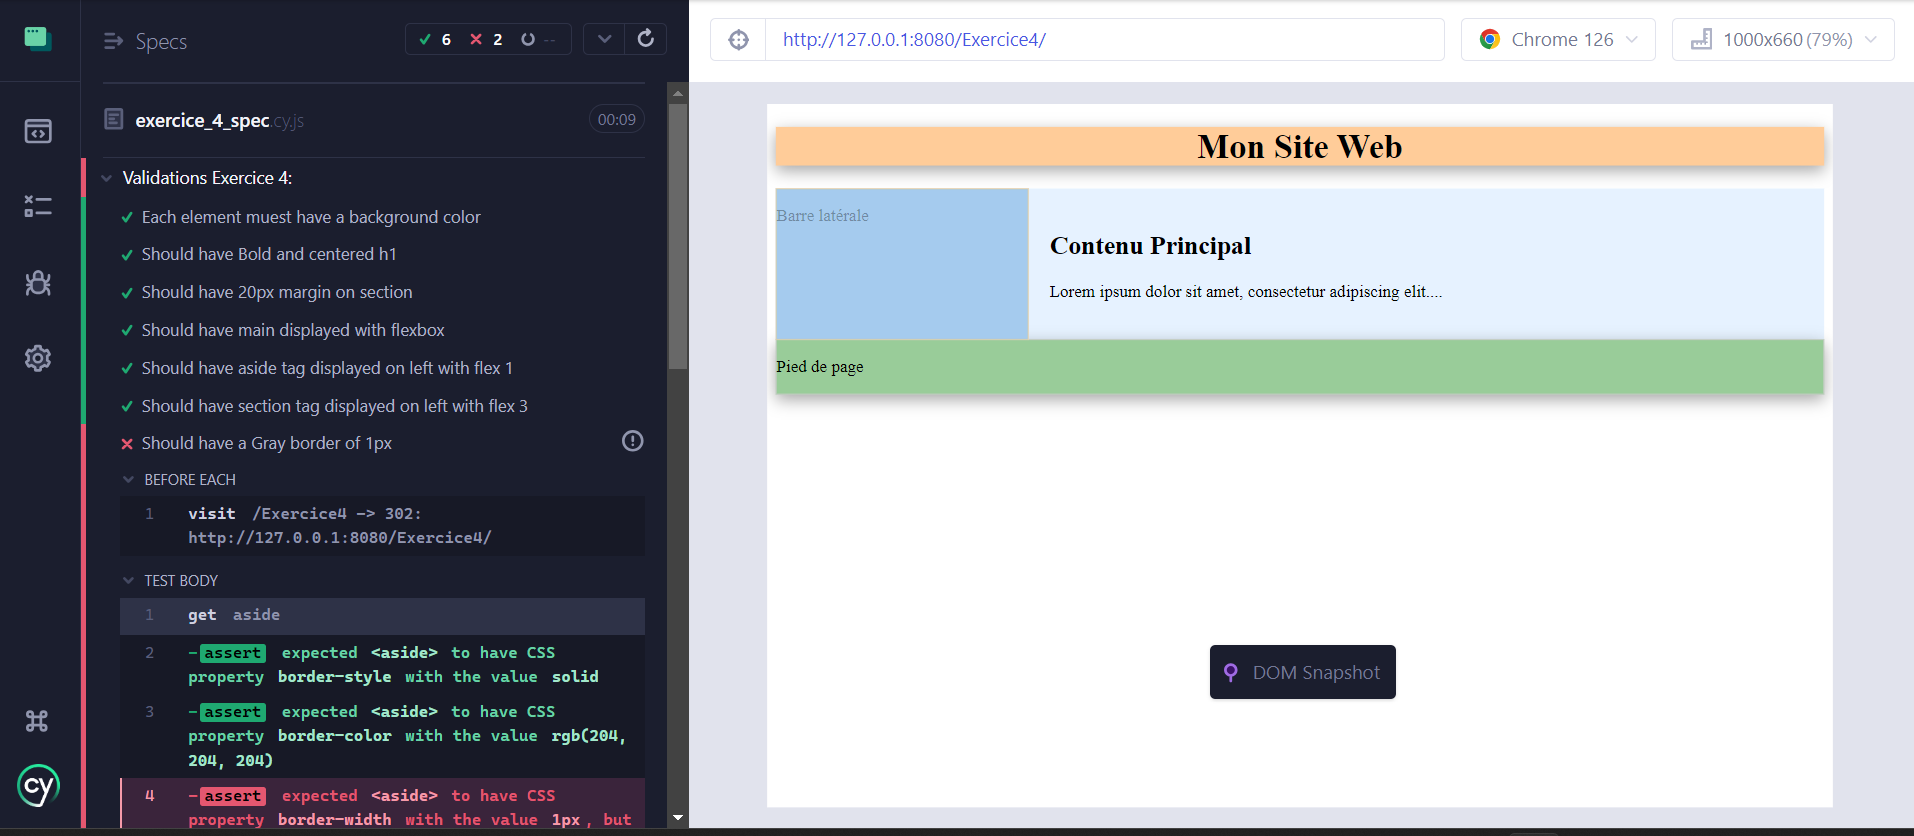 Specs
6 2 --
exercice_4_spec.cy.js 00:09
Validations Exercice 4:
Each element muest have a background color
Should have Bold and centered h1
Should have 20px margin on section
Should have main displayed with flexbox
Should have aside tag displayed on left with flex 1
Should have section tag displayed on left with flex 3
Should have a Gray border of 1px
BEFORE EACH
1 visit /Exercice4 -> 302:
http://127.0.0.1:8080/Exercice4/
TEST BODY
1 get aside
2 -assert expected <aside> to have CSS
property border-style with the value solid
3 -assert expected <aside> to have CSS
property border-color with the value rgb(204,
204, 204)
4 -assert expected <aside> to have CSS
property border-width with the value 1px, but
cy
http://127.0.0.1:8080/Exercice4/
Chrome 126
1000x660 (79%)
Mon Site Web
Barre latérale
Contenu Principal
Lorem ipsum dolor sit amet, consectetur adipiscing elit....
Pied de page
DOM Snapshot